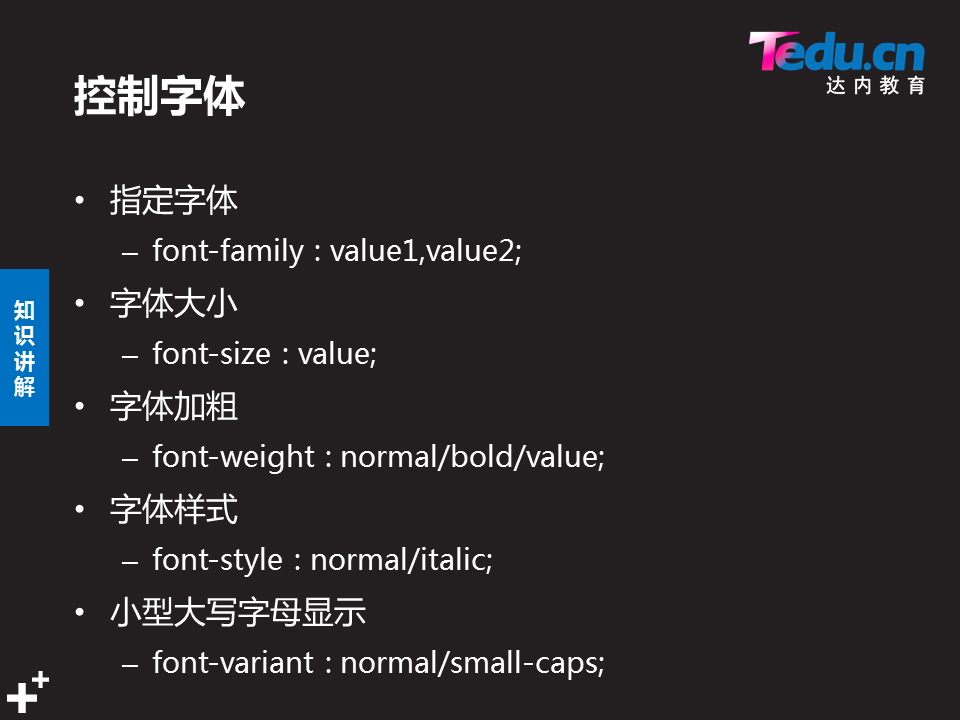 Tedu.cn
达内教育
控制字体
• 指定字体
– font-family : value1,value2;
• 字体大小
– font-size : value;
• 字体加粗
– font-weight : normal/bold/value;
• 字体样式
– font-style : normal/italic;
• 小型大写字母显示
– font-variant : normal/small-caps;
知识讲解